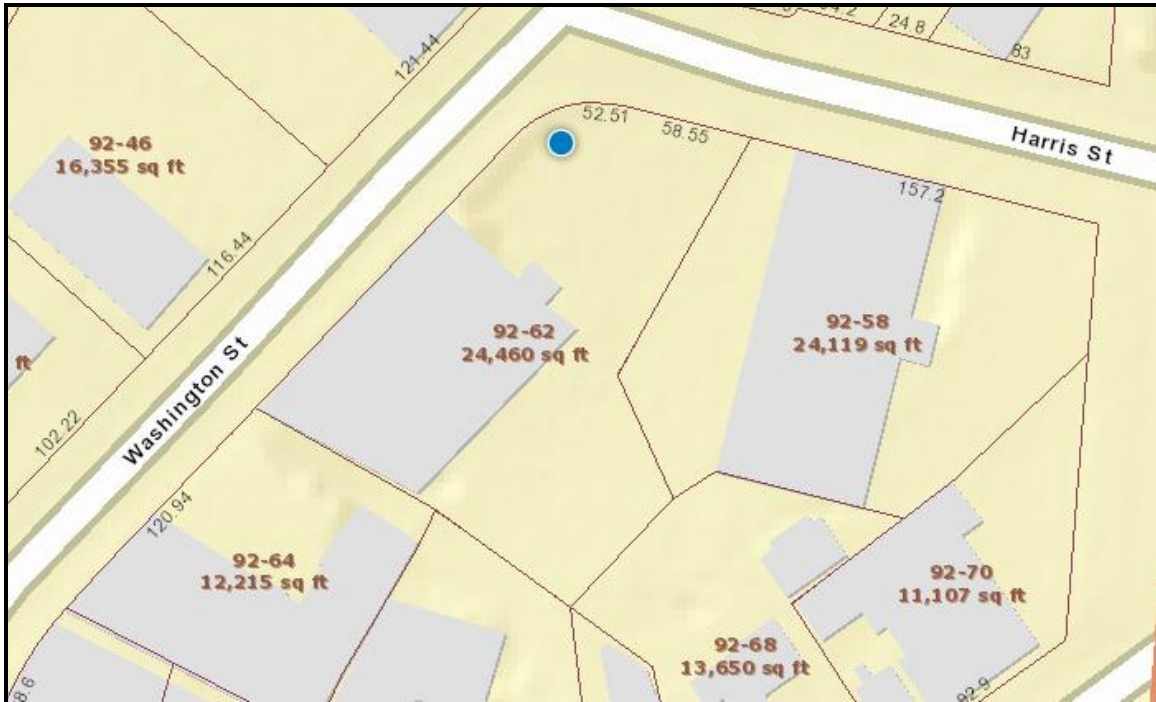 24.8
83
121.44
52.51
58.55
Harris St
92-46
16,355 sq ft
157.2
116.44
92-62
24,460 sq ft
92-58
24,119 sq ft
ft
Washington St
102.22
120.94
92-64
12,215 sq ft
92-70
11,107 sq ft
92-68
13,650 sq ft
92.9